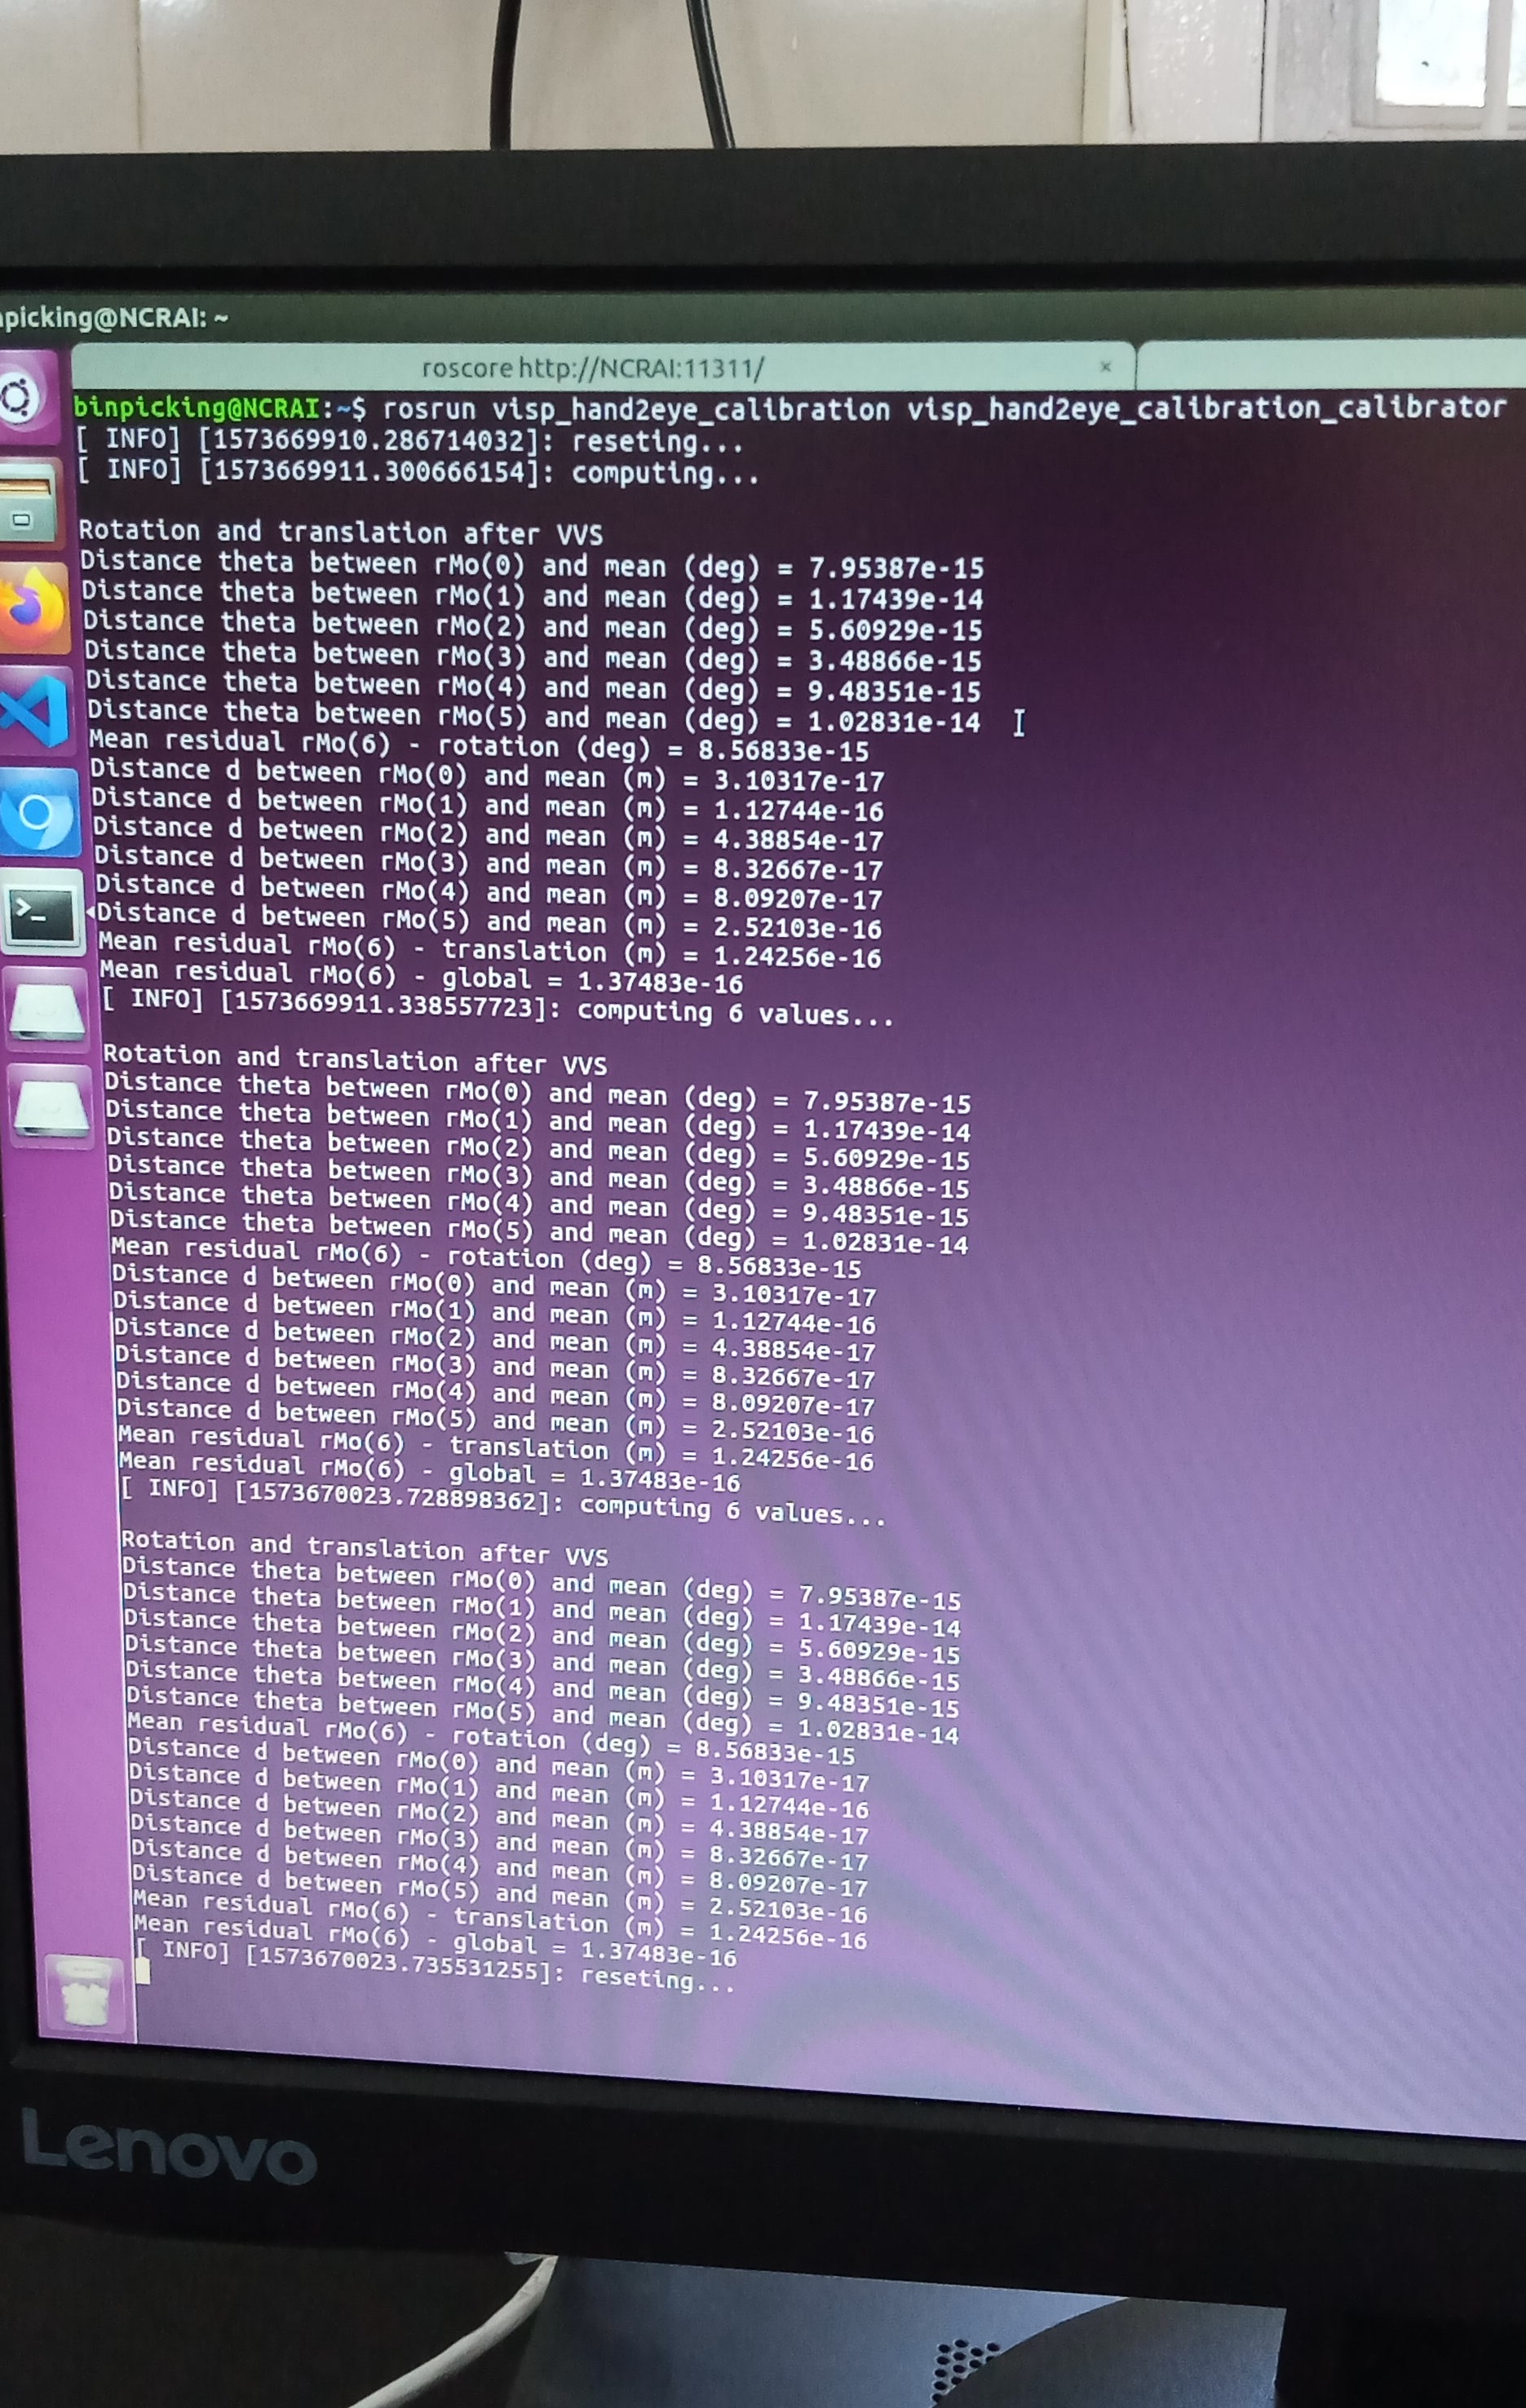 npicking@NCRAI: ~
roscore http://NCRAI:11311/ ×
binpicking@NCRAI:~$ rosrun visp_hand2eye_calibration visp_hand2eye_calibration_calibrator
[ INFO] [1573669910.286714032]: reseting...
[ INFO] [1573669911.300666154]: computing...
Rotation and translation after VVS
Distance theta between rMo(0) and mean (deg) = 7.95387e-15
Distance theta between rMo(1) and mean (deg) = 1.17439e-14
Distance theta between rMo(2) and mean (deg) = 5.60929e-15
Distance theta between rMo(3) and mean (deg) = 3.48866e-15
Distance theta between rMo(4) and mean (deg) = 9.48351e-15
Distance theta between rMo(5) and mean (deg) = 1.02831e-14
Mean residual rMo(6) - rotation (deg) = 8.56833e-15
Distance d between rMo(0) and mean (m) = 3.10317e-17
Distance d between rMo(1) and mean (m) = 1.12744e-16
Distance d between rMo(2) and mean (m) = 4.38854e-17
Distance d between rMo(3) and mean (m) = 8.32667e-17
Distance d between rMo(4) and mean (m) = 8.09207e-17
Distance d between rMo(5) and mean (m) = 2.52103e-16
Mean residual rMo(6) - translation (m) = 1.24256e-16
Mean residual rMo(6) - global = 1.37483e-16
[ INFO] [1573669911.338557723]: computing 6 values...
Rotation and translation after VVS
Distance theta between rMo(0) and mean (deg) = 7.95387e-15
Distance theta between rMo(1) and mean (deg) = 1.17439e-14
Distance theta between rMo(2) and mean (deg) = 5.60929e-15
Distance theta between rMo(3) and mean (deg) = 3.48866e-15
Distance theta between rMo(4) and mean (deg) = 9.48351e-15
Distance theta between rMo(5) and mean (deg) = 1.02831e-14
Mean residual rMo(6) - rotation (deg) = 8.56833e-15
Distance d between rMo(0) and mean (m) = 3.10317e-17
Distance d between rMo(1) and mean (m) = 1.12744e-16
Distance d between rMo(2) and mean (m) = 4.38854e-17
Distance d between rMo(3) and mean (m) = 8.32667e-17
Distance d between rMo(4) and mean (m) = 8.09207e-17
Distance d between rMo(5) and mean (m) = 2.52103e-16
Mean residual rMo(6) - translation (m) = 1.24256e-16
Mean residual rMo(6) - global = 1.37483e-16
[ INFO] [1573670023.728898362]: computing 6 values...
Rotation and translation after VVS
Distance theta between rMo(0) and mean (deg) = 7.95387e-15
Distance theta between rMo(1) and mean (deg) = 1.17439e-14
Distance theta between rMo(2) and mean (deg) = 5.60929e-15
Distance theta between rMo(3) and mean (deg) = 3.48866e-15
Distance theta between rMo(4) and mean (deg) = 9.48351e-15
Distance theta between rMo(5) and mean (deg) = 1.02831e-14
Mean residual rMo(6) - rotation (deg) = 8.56833e-15
Distance d between rMo(0) and mean (m) = 3.10317e-17
Distance d between rMo(1) and mean (m) = 1.12744e-16
Distance d between rMo(2) and mean (m) = 4.38854e-17
Distance d between rMo(3) and mean (m) = 8.32667e-17
Distance d between rMo(4) and mean (m) = 8.09207e-17
Distance d between rMo(5) and mean (m) = 2.52103e-16
Mean residual rMo(6) - translation (m) = 1.24256e-16
Mean residual rMo(6) - global = 1.37483e-16
[ INFO] [1573670023.735531255]: reseting...
Lenovo